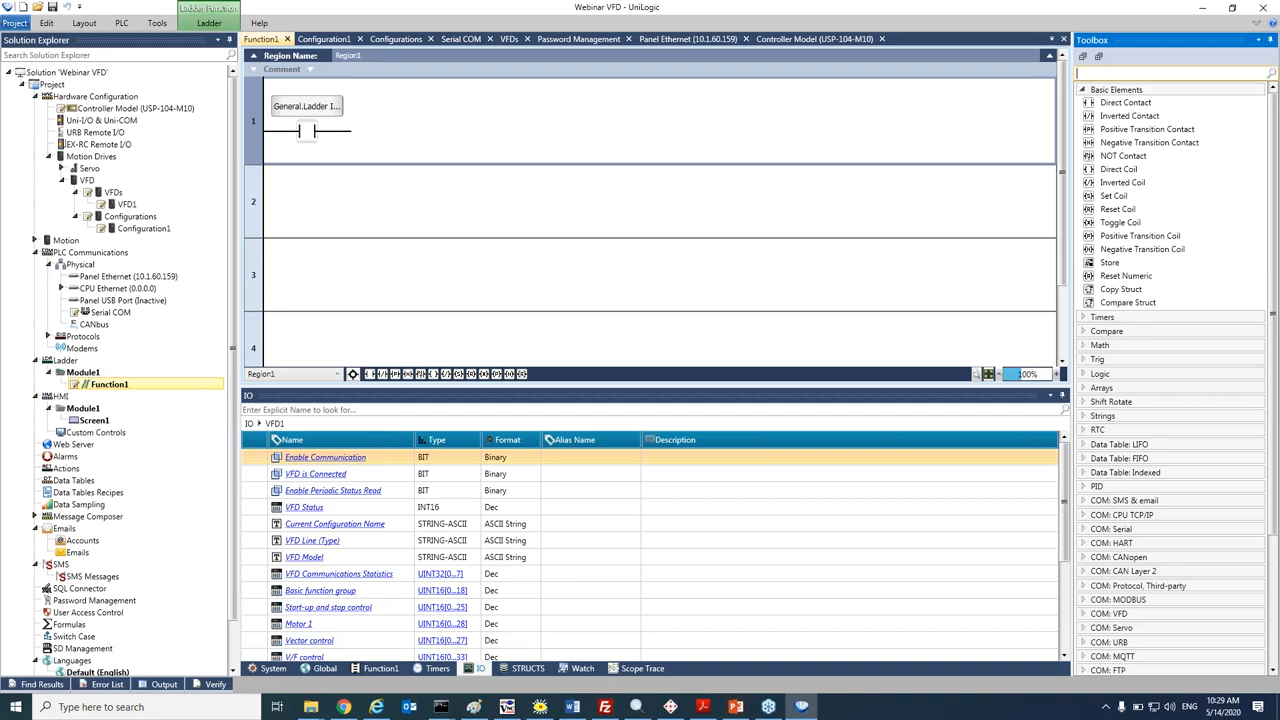 Ladder Function
Webinar VFD - UniLogic
Project
Edit
Layout
PLC
Tools
Ladder
Help
Solution Explorer
Search Solution Explorer
Solution 'Webinar VFD'
Project
Hardware Configuration
Controller Model (USP-104-M10)
Uni-I/O & Uni-COM
URB Remote I/O
EX-RC Remote I/O
Motion Drives
Servo
VFD
VFDs
VFD1
Configurations
Configuration1
Motion
PLC Communications
Physical
Panel Ethernet (10.1.60.159)
CPU Ethernet (0.0.0.0)
Panel USB Port (Inactive)
Serial COM
CANbus
Protocols
Modems
Ladder
Module1
Function1
HMI
Module1
Screen1
Custom Controls
Web Server
Alarms
Actions
Data Tables
Data Tables Recipes
Data Sampling
Message Composer
Emails
Accounts
Emails
SMS
SMS Messages
SQL Connector
Password Management
User Access Control
Formulas
Switch Case
SD Management
Languages
Default (English)
Find Results
Error List
Output
Verify
Function1
Configuration1
Configurations
Serial COM
VFDs
Password Management
Panel Ethernet (10.1.60.159)
Controller Model (USP-104-M10)
Region Name:
Region1
Comment
General.Ladder I...
1
2
3
4
Region1
100%
IO
Enter Explicit Name to look for...
IO VFD1
Name Type Format Alias Name Description
Enable Communication BIT Binary
VFD is Connected BIT Binary
Enable Periodic Status Read BIT Binary
VFD Status INT16 Dec
Current Configuration Name STRING-ASCII ASCII String
VFD Line (Type) STRING-ASCII ASCII String
VFD Model STRING-ASCII ASCII String
VFD Communications Statistics UINT32[0...7] Dec
Basic function group UINT16[0...18] Dec
Start-up and stop control UINT16[0...25] Dec
Motor 1 UINT16[0...28] Dec
Vector control UINT16[0...27] Dec
V/F control UINT16[0...33] Dec
System
Global
Function1
Timers
IO
STRUCTS
Watch
Scope Trace
Toolbox
Basic Elements
Direct Contact
Inverted Contact
Positive Transition Contact
Negative Transition Contact
NOT Contact
Direct Coil
Inverted Coil
Set Coil
Reset Coil
Toggle Coil
Positive Transition Coil
Negative Transition Coil
Store
Reset Numeric
Copy Struct
Compare Struct
Timers
Compare
Math
Trig
Logic
Arrays
Shift Rotate
Strings
RTC
Data Table: LIFO
Data Table: FIFO
Data Table: Indexed
PID
COM: SMS & email
COM: CPU TCP/IP
COM: Serial
COM: HART
COM: CANopen
COM: CAN Layer 2
COM: Protocol, Third-party
COM: MODBUS
COM: VFD
COM: Servo
COM: URB
COM: MQTT
COM: FTP
Type here to search
10:29 AM
5/14/2020